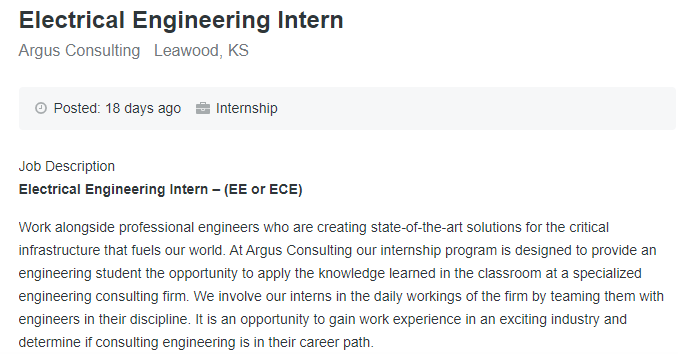 Electrical Engineering Intern
Argus Consulting Leawood, KS
Posted: 18 days ago Internship
Job Description
Electrical Engineering Intern – (EE or ECE)
Work alongside professional engineers who are creating state-of-the-art solutions for the critical
infrastructure that fuels our world. At Argus Consulting our internship program is designed to provide an
engineering student the opportunity to apply the knowledge learned in the classroom at a specialized
engineering consulting firm. We involve our interns in the daily workings of the firm by teaming them with
engineers in their discipline. It is an opportunity to gain work experience in an exciting industry and
determine if consulting engineering is in their career path.